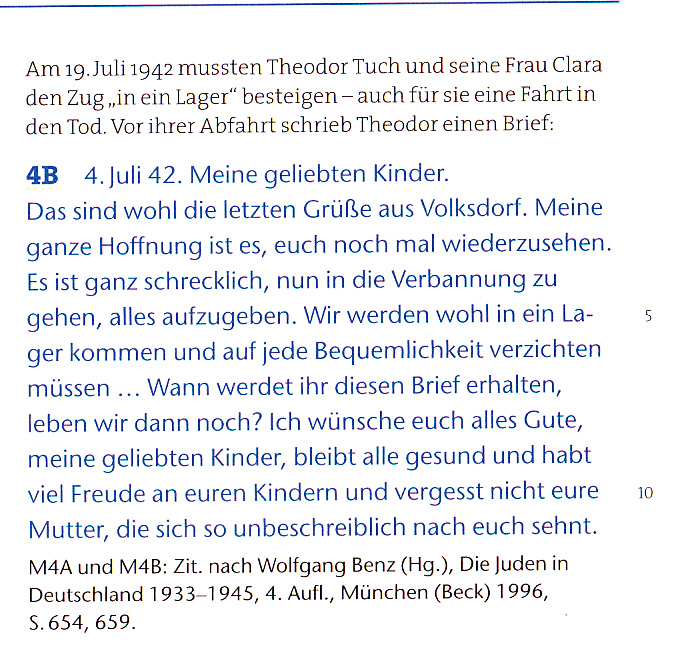 Am 19. Juli 1942 mussten Theodor Tuch und seine Frau Clara
den Zug „in ein Lager“ besteigen – auch für sie eine Fahrt in
den Tod. Vor ihrer Abfahrt schrieb Theodor einen Brief:
4B 4. Juli 42. Meine geliebten Kinder.
Das sind wohl die letzten Grüße aus Volksdorf. Meine
ganze Hoffnung ist es, euch noch mal wiederzusehen.
Es ist ganz schrecklich, nun in die Verbannung zu
gehen, alles aufzugeben. Wir werden wohl in ein La- 5
ger kommen und auf jede Bequemlichkeit verzichten
müssen ... Wann werdet ihr diesen Brief erhalten,
leben wir dann noch? Ich wünsche euch alles Gute,
meine geliebten Kinder, bleibt alle gesund und habt
viel Freude an euren Kindern und vergesst nicht eure 10
Mutter, die sich so unbeschreiblich nach euch sehnt.
M4A und M4B: Zit. nach Wolfgang Benz (Hg.), Die Juden in
Deutschland 1933–1945, 4. Aufl., München (Beck) 1996,
S. 654, 659.